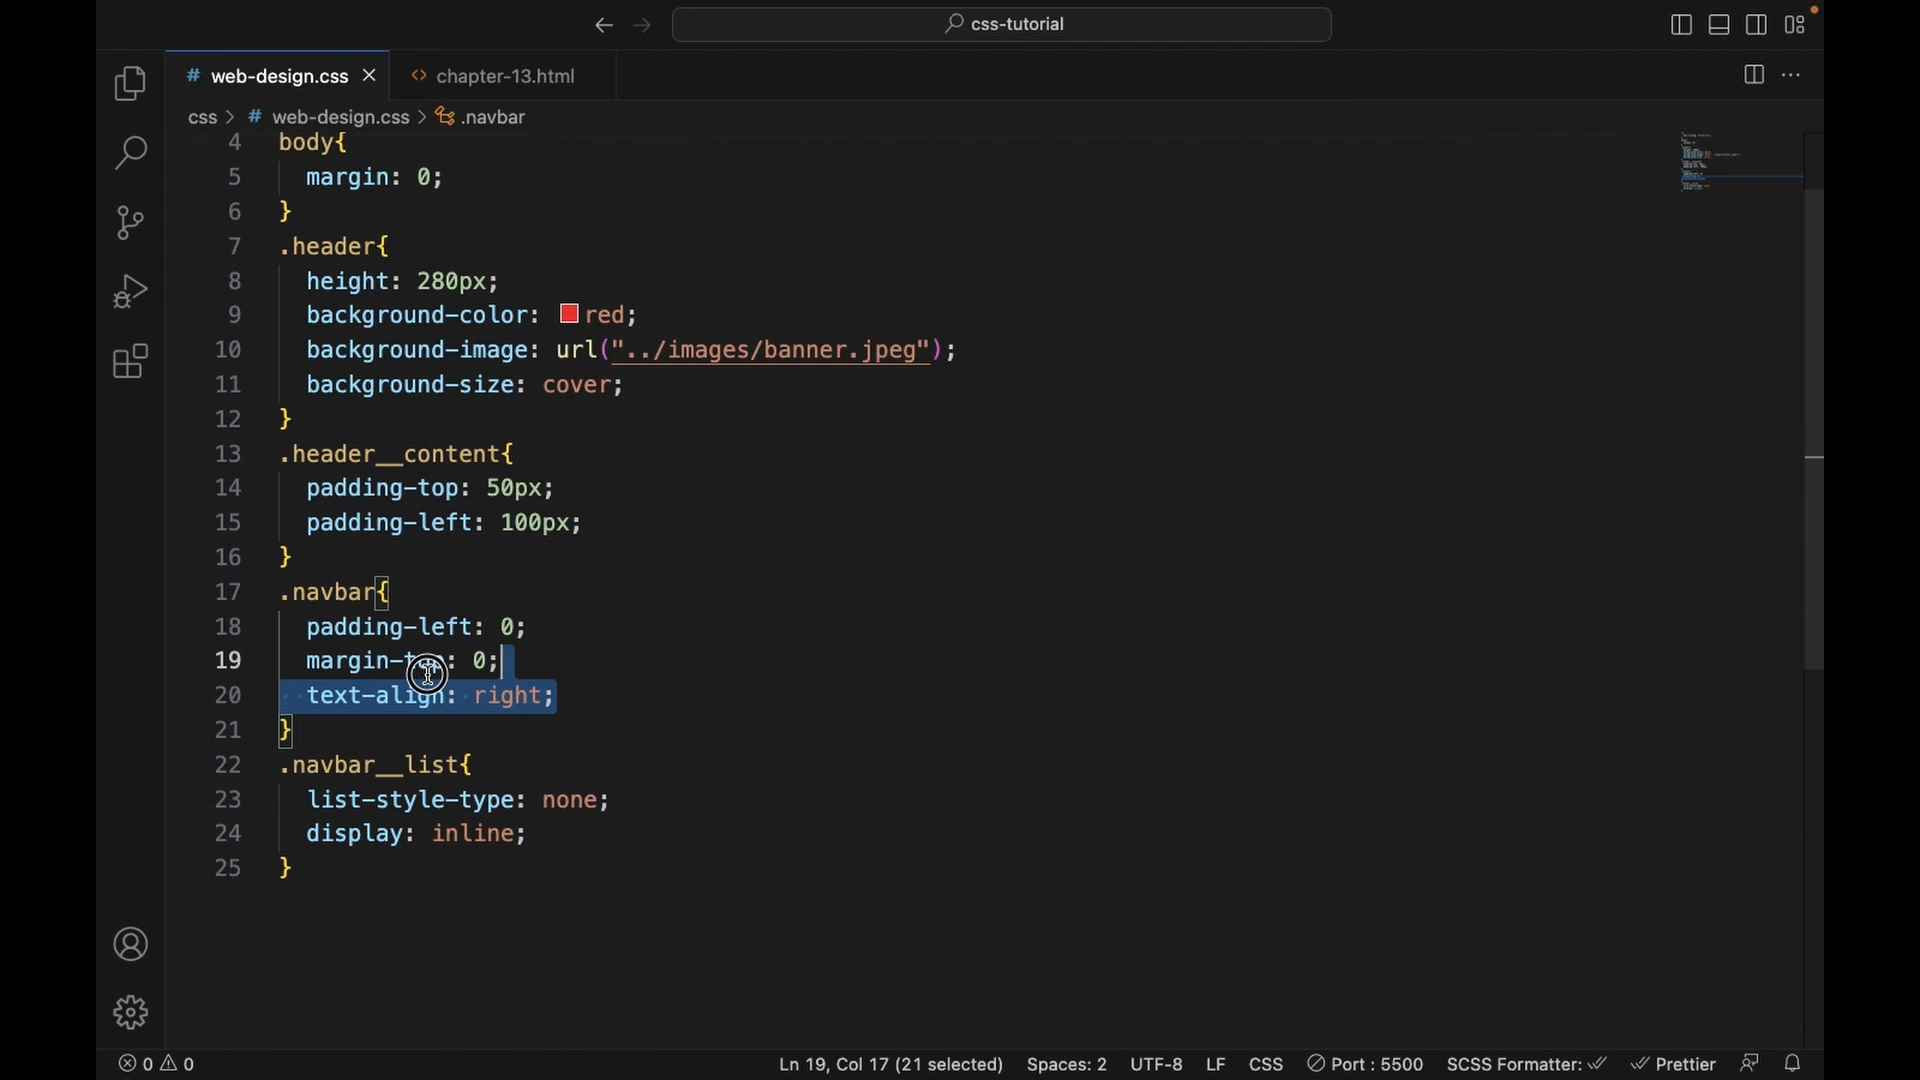 css-tutorial
# web-design.css
<> chapter-13.html
css > # web-design.css > .navbar
4 body{
5 margin: 0;
6 }
7 .header{
8 height: 280px;
9 background-color: red;
10 background-image: url("../images/banner.jpeg");
11 background-size: cover;
12 }
13 .header__content{
14 padding-top: 50px;
15 padding-left: 100px;
16 }
17 .navbar{
18 padding-left: 0;
19 margin-top: 0;
20 text-align: right;
21 }
22 .navbar__list{
23 list-style-type: none;
24 display: inline;
25 }
0 0 Ln 19, Col 17 (21 selected) Spaces: 2 UTF-8 LF CSS Port : 5500 SCSS Formatter: Prettier